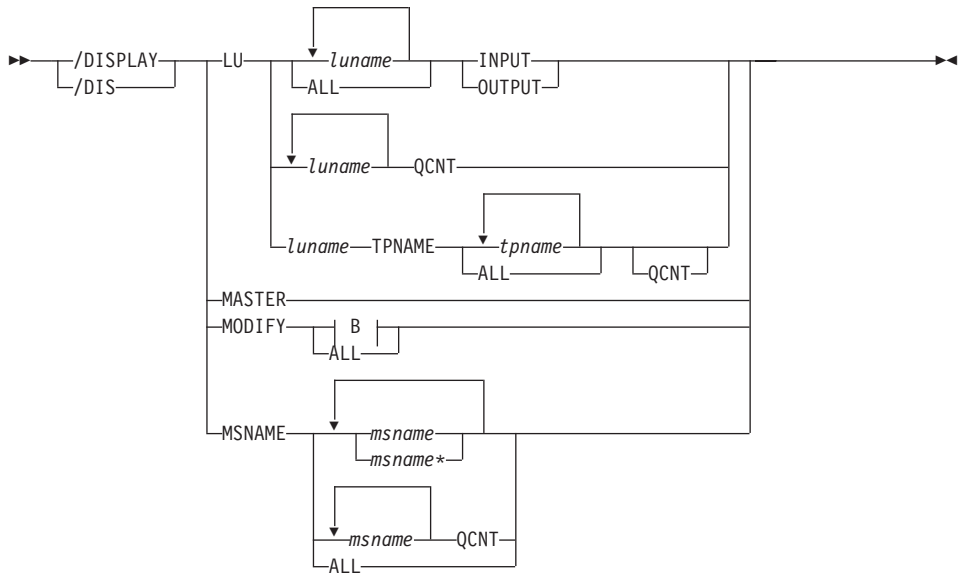 /DISPLAY LU luname INPUT
/DIS ALL OUTPUT
luname QCNT
luname TPNAME tpname
ALL QCNT
MASTER
MODIFY B
ALL
MSNAME msname
msname*
msname QCNT
ALL